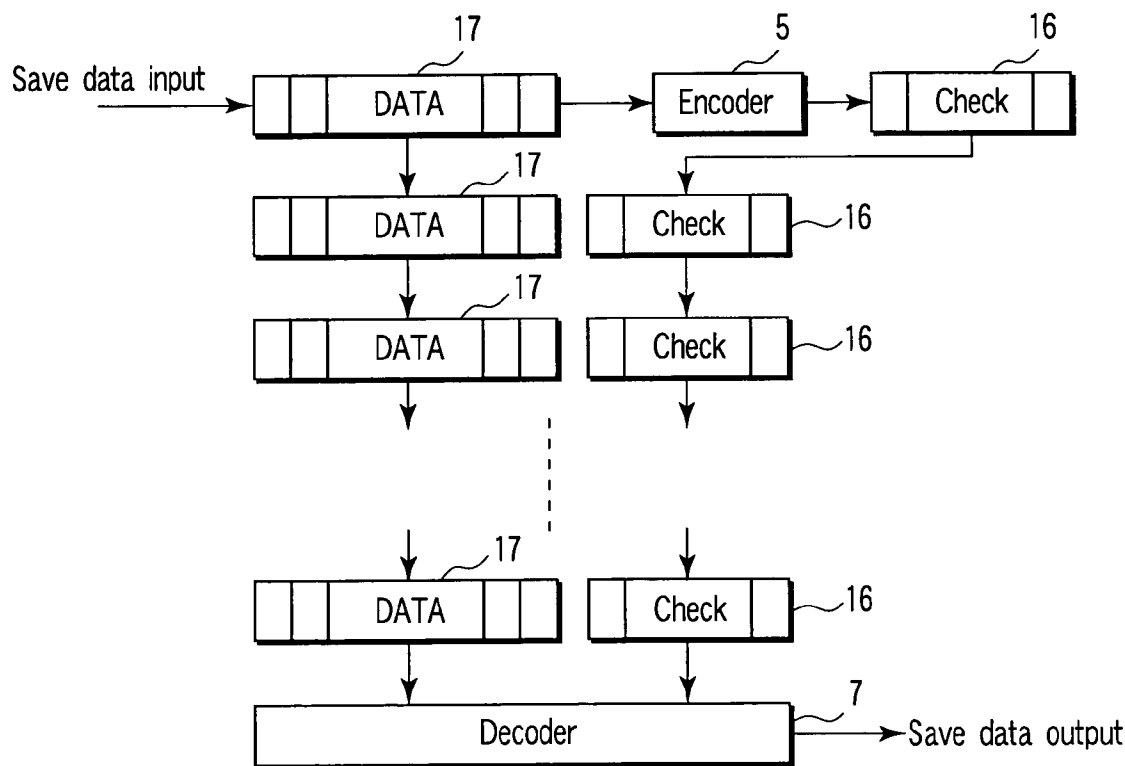 17 5 16
Save data input DATA Encoder Check
17
DATA Check 16
17
DATA Check 16
17
DATA Check 16
7
Decoder Save data output